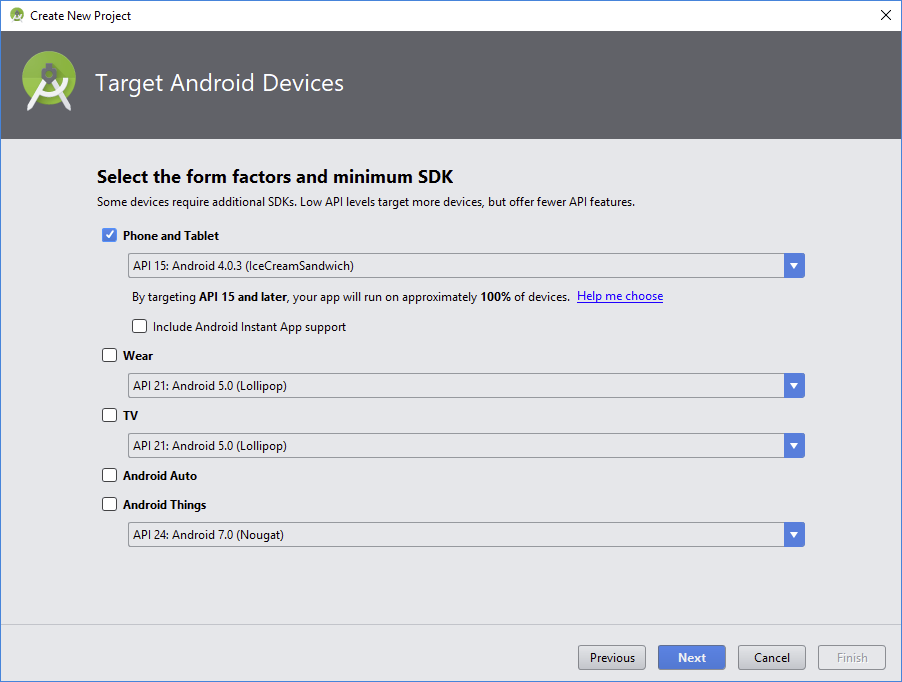 Create New Project
Target Android Devices
Select the form factors and minimum SDK
Some devices require additional SDKs. Low API levels target more devices, but offer fewer API features.
Phone and Tablet
API 15: Android 4.0.3 (IceCreamSandwich)
By targeting API 15 and later, your app will run on approximately 100% of devices. Help me choose
Include Android Instant App support
Wear
API 21: Android 5.0 (Lollipop)
TV
API 21: Android 5.0 (Lollipop)
Android Auto
Android Things
API 24: Android 7.0 (Nougat)
Previous Next Cancel Finish